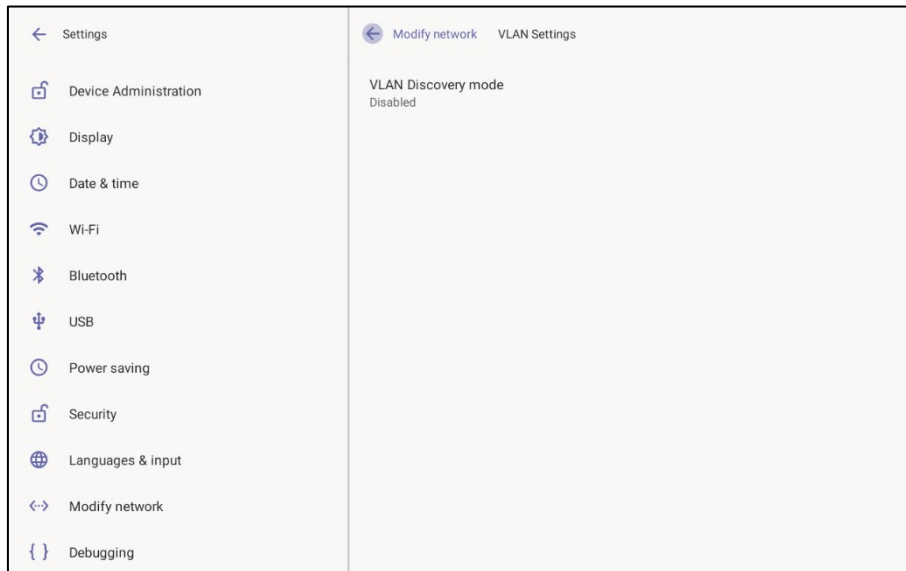 Settings
Device Administration
Display
Date & time
Wi-Fi
Bluetooth
USB
Power saving
Security
Languages & input
Modify network
Debugging
Modify network VLAN Settings
VLAN Discovery mode
Disabled